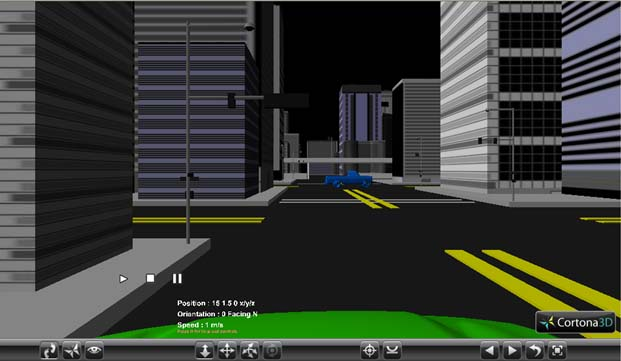 Position : 16 1.5 0 x/y/z
Orientation : 0 Facing N
Speed : 1 m/s
Cortona3D